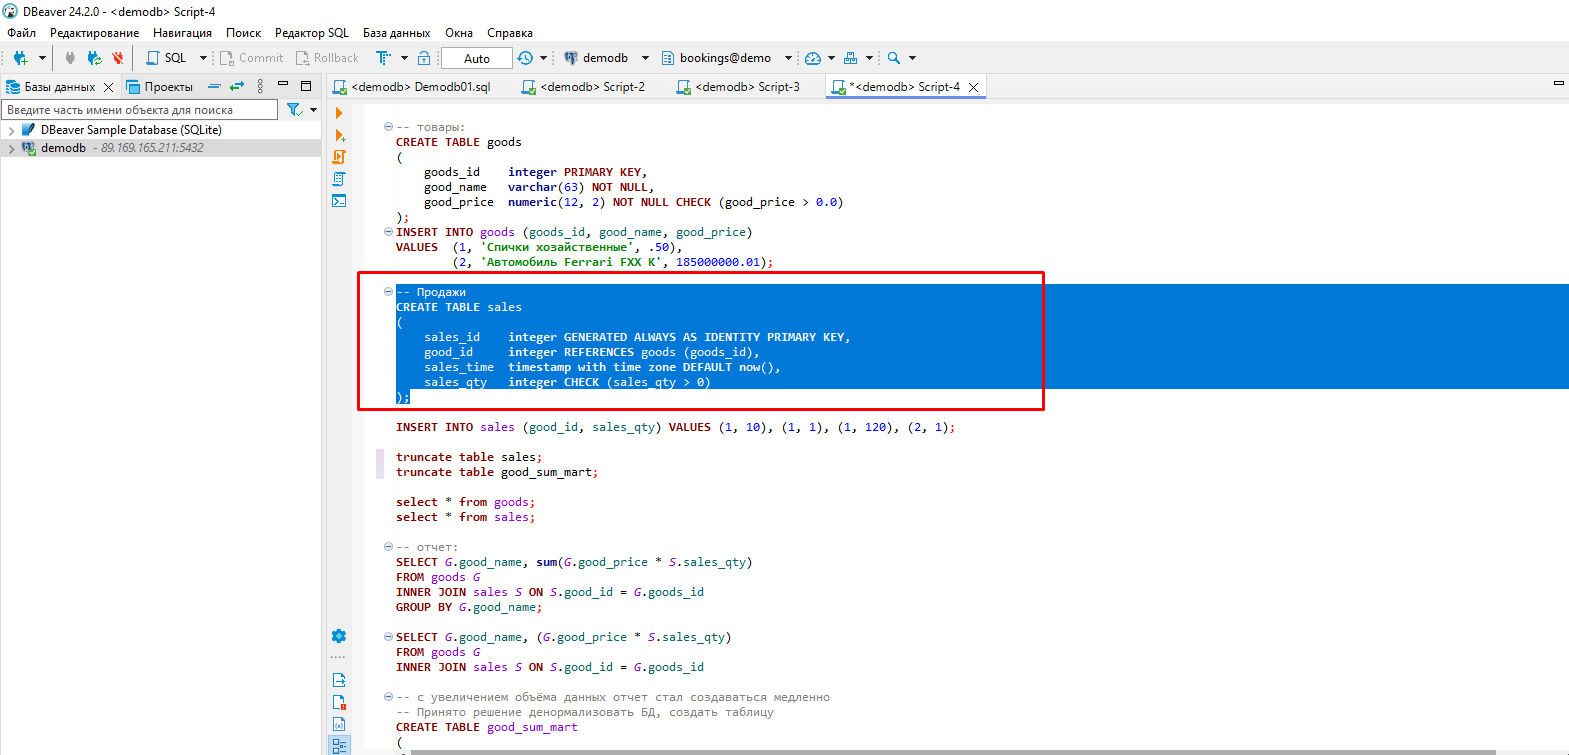 DBeaver 24.2.0 - <demodb> Script-4
Файл Редактирование Навигация Поиск Редактор SQL База данных Окна Справка
SQL Commit Rollback Auto demodb bookings@demo
Базы данных Проекты <demodb> Demodb01.sql <demodb> Script-2 <demodb> Script-3 *<demodb> Script-4
Введите часть имени объекта для поиска
DBeaver Sample Database (SQLite)
demodb - 89.169.165.211:5432
-- товары:
CREATE TABLE goods
(
goods_id integer PRIMARY KEY,
good_name varchar(63) NOT NULL,
good_price numeric(12, 2) NOT NULL CHECK (good_price > 0.0)
);
INSERT INTO goods (goods_id, good_name, good_price)
VALUES (1, 'Спички хозайственные', .50),
(2, 'Автомобиль Ferrari FXX K', 185000000.01);
-- Продажи
CREATE TABLE sales
(
sales_id integer GENERATED ALWAYS AS IDENTITY PRIMARY KEY,
good_id integer REFERENCES goods (goods_id),
sales_time timestamp with time zone DEFAULT now(),
sales_qty integer CHECK (sales_qty > 0)
);
INSERT INTO sales (good_id, sales_qty) VALUES (1, 10), (1, 1), (1, 120), (2, 1);
truncate table sales;
truncate table good_sum_mart;
select * from goods;
select * from sales;
-- отчет:
SELECT G.good_name, sum(G.good_price * S.sales_qty)
FROM goods G
INNER JOIN sales S ON S.good_id = G.goods_id
GROUP BY G.good_name;
SELECT G.good_name, (G.good_price * S.sales_qty)
FROM goods G
INNER JOIN sales S ON S.good_id = G.goods_id
-- с увеличением объёма данных отчет стал создаваться медленно
-- Принято решение денормализовать БД, создать таблицу
CREATE TABLE good_sum_mart
(